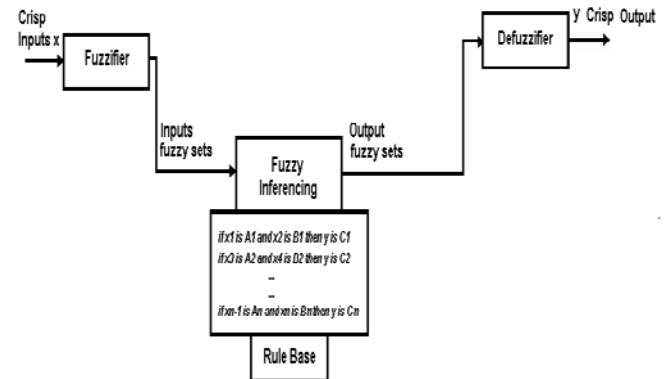 Crisp
Inputs x
Fuzzifier
Inputs
fuzzy sets
Fuzzy
Inferencing
Output
fuzzy sets
Defuzzifier
y Crisp Output
if x1 is A1 and x2 is B1 then y is C1
if x3 is A2 and x4 is D2 then y is C2
...
...
if xn-1 is An and xn is Bn then y is Cn
Rule Base